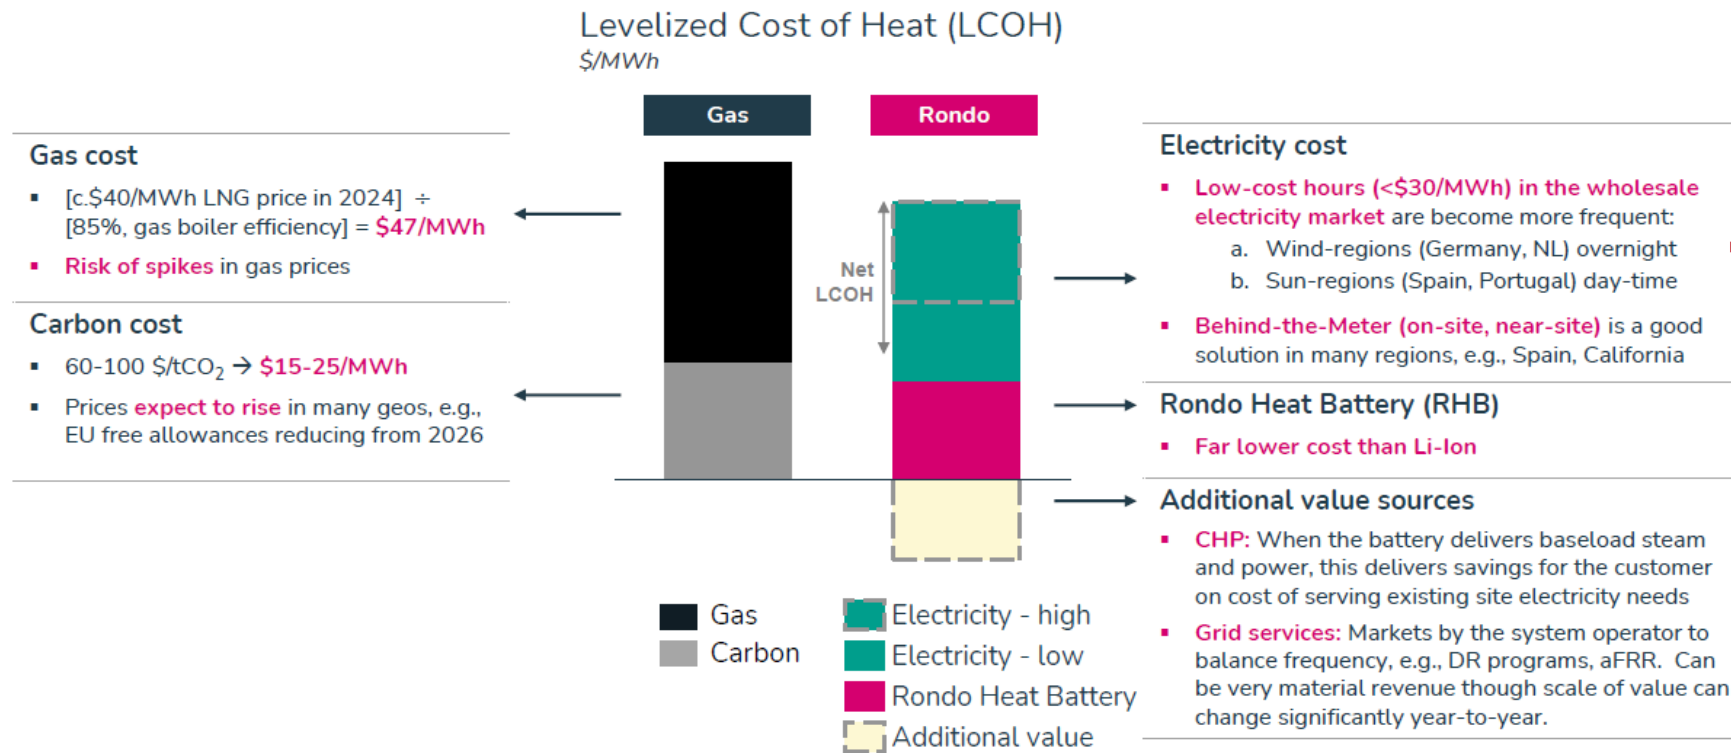 Levelized Cost of Heat (LCOH)
$/MWh
Gas
Rondo
Gas cost
▪ [c.$40/MWh LNG price in 2024] ÷
[85%, gas boiler efficiency] = $47/MWh
▪ Risk of spikes in gas prices
Carbon cost
▪ 60-100 $/tCO₂ → $15-25/MWh
▪ Prices expect to rise in many geos, e.g.,
EU free allowances reducing from 2026
Net
LCOH
Electricity cost
▪ Low-cost hours (<$30/MWh) in the wholesale
electricity market are become more frequent:
a. Wind-regions (Germany, NL) overnight
b. Sun-regions (Spain, Portugal) day-time
▪ Behind-the-Meter (on-site, near-site) is a good
solution in many regions, e.g., Spain, California
Rondo Heat Battery (RHB)
▪ Far lower cost than Li-Ion
Additional value sources
▪ CHP: When the battery delivers baseload steam
and power, this delivers savings for the customer
on cost of serving existing site electricity needs
▪ Grid services: Markets by the system operator to
balance frequency, e.g., DR programs, aFRR. Can
be very material revenue though scale of value can
change significantly year-to-year.
Gas
Carbon
Electricity - high
Electricity - low
Rondo Heat Battery
Additional value